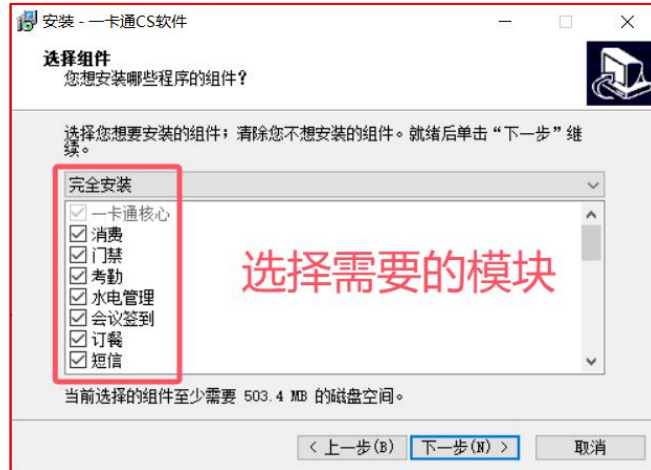 安装 - 一卡通CS软件
选择组件
您想安装哪些程序的组件?
选择您想要安装的组件；清除您不想安装的组件。就绪后单击“下一步”继
续。
完全安装
一卡通核心
消费
门禁
考勤
水电管理
会议签到
订餐
短信
选择需要的模块
当前选择的组件至少需要 503.4 MB 的磁盘空间。
< 上一步(B)
下一步(N) >
取消